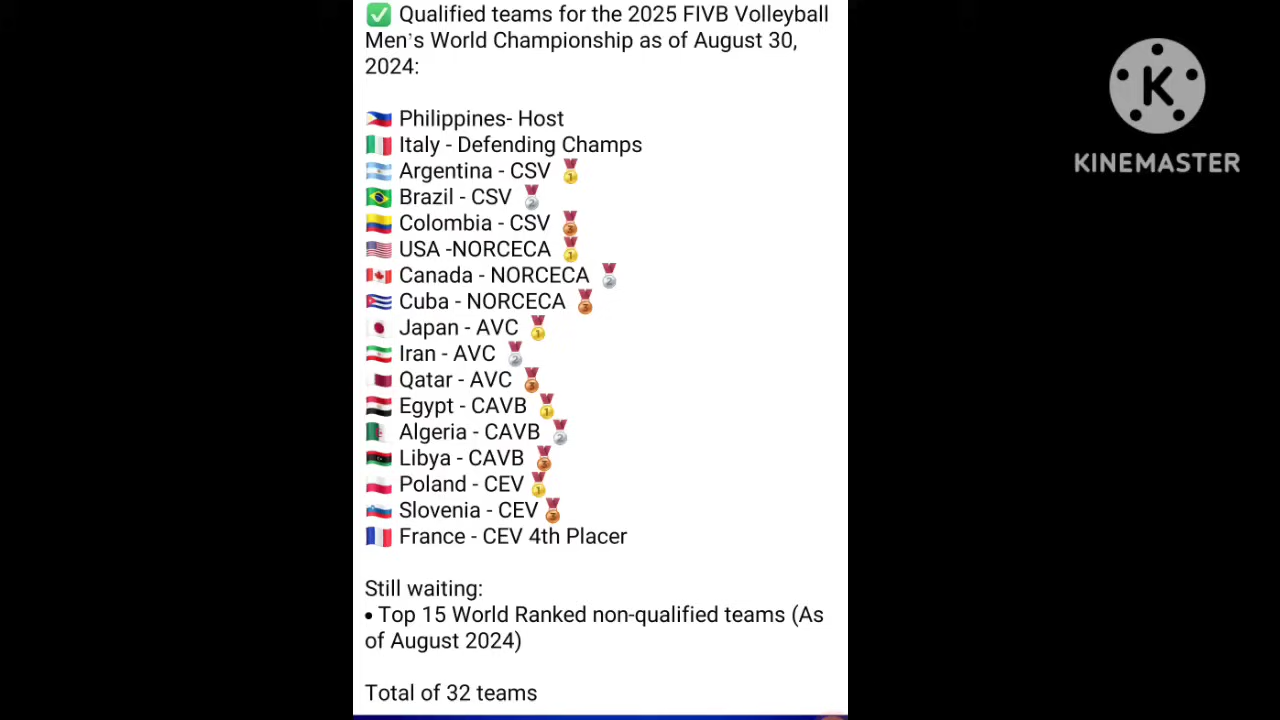 ✅ Qualified teams for the 2025 FIVB Volleyball
Men's World Championship as of August 30,
2024:
🇵🇭 Philippines- Host
🇮🇹 Italy - Defending Champs
🇦🇷 Argentina - CSV 🥇
🇧🇷 Brazil - CSV 🥈
🇨🇴 Colombia - CSV 🥉
🇺🇸 USA -NORCECA 🥇
🇨🇦 Canada - NORCECA 🥈
🇨🇺 Cuba - NORCECA 🥉
🇯🇵 Japan - AVC 🥇
🇮🇷 Iran - AVC 🥈
🇶🇦 Qatar - AVC 🥉
🇪🇬 Egypt - CAVB 🥇
🇩🇿 Algeria - CAVB 🥈
🇱🇾 Libya - CAVB 🥉
🇵🇱 Poland - CEV 🥇
🇸🇮 Slovenia - CEV 🥉
🇫🇷 France - CEV 4th Placer
Still waiting:
• Top 15 World Ranked non-qualified teams (As
of August 2024)
Total of 32 teams
K
KINEMASTER